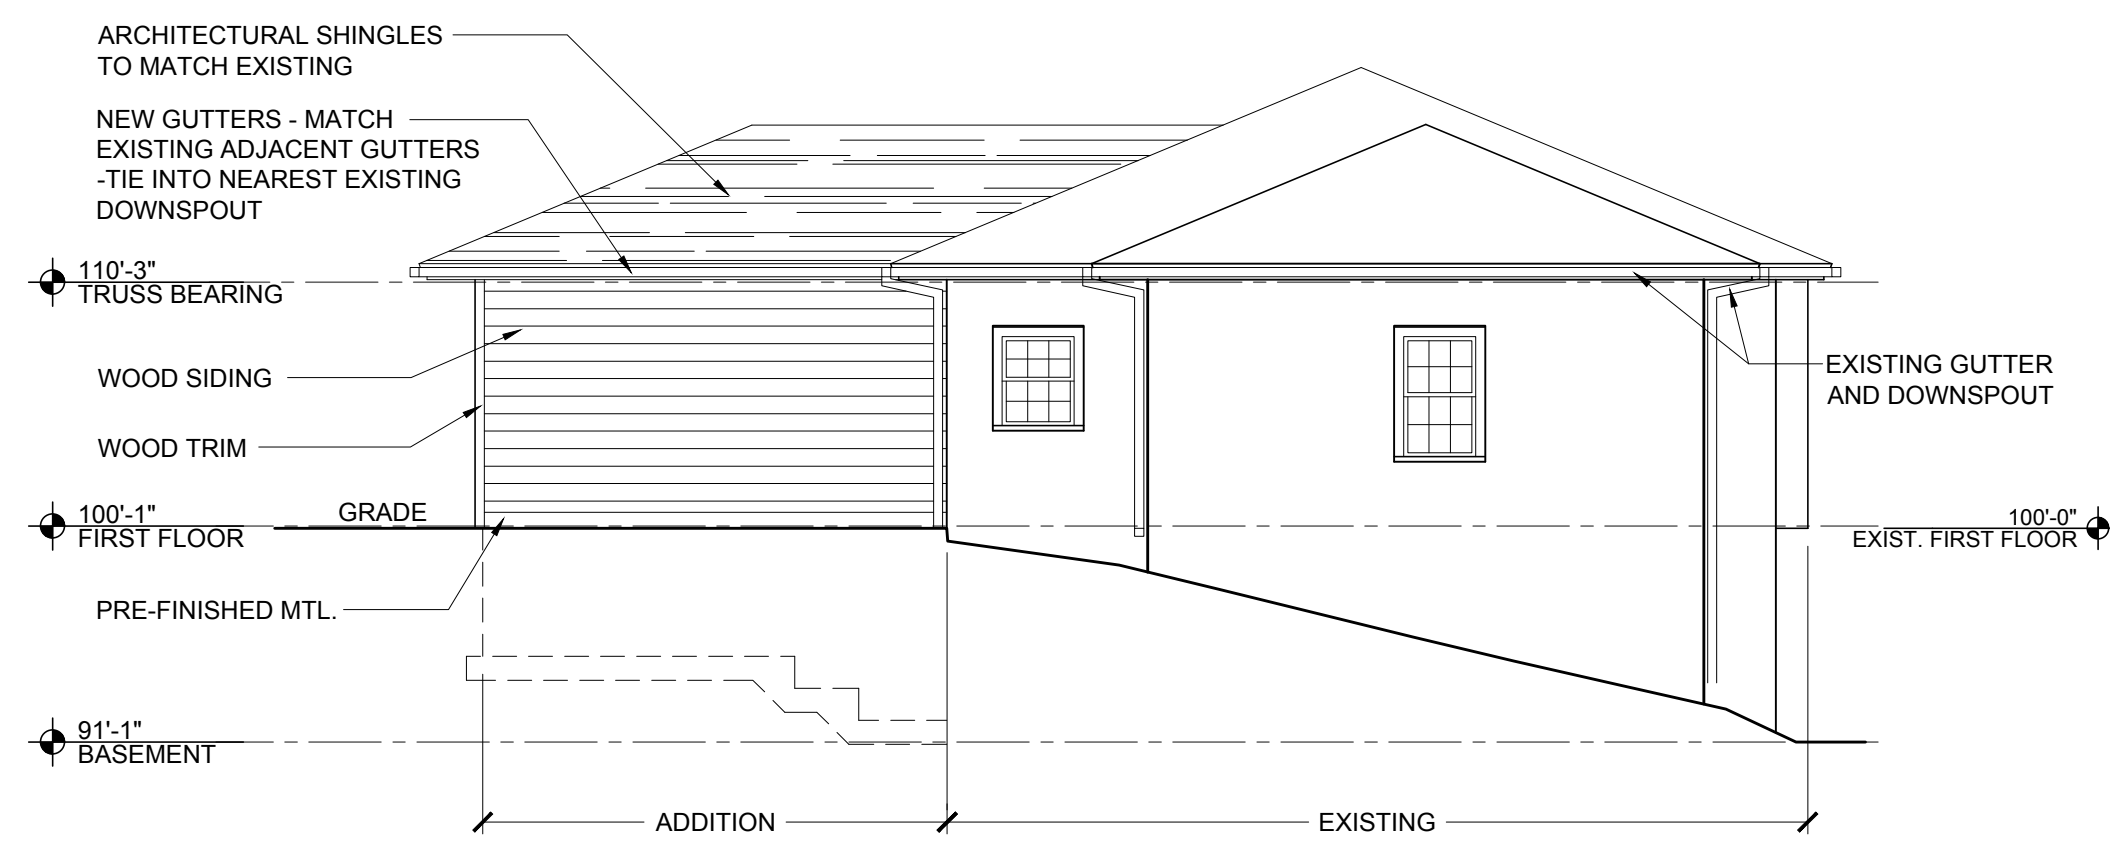 ARCHITECTURAL SHINGLES
TO MATCH EXISTING
NEW GUTTERS - MATCH
EXISTING ADJACENT GUTTERS
-TIE INTO NEAREST EXISTING
DOWNSPOUT
110'-3"
TRUSS BEARING
WOOD SIDING
EXISTING GUTTER
AND DOWNSPOUT
WOOD TRIM
GRADE
100'-1"
FIRST FLOOR
100'-0"
EXIST. FIRST FLOOR
PRE-FINISHED MTL.
91'-1"
BASEMENT
ADDITION
EXISTING